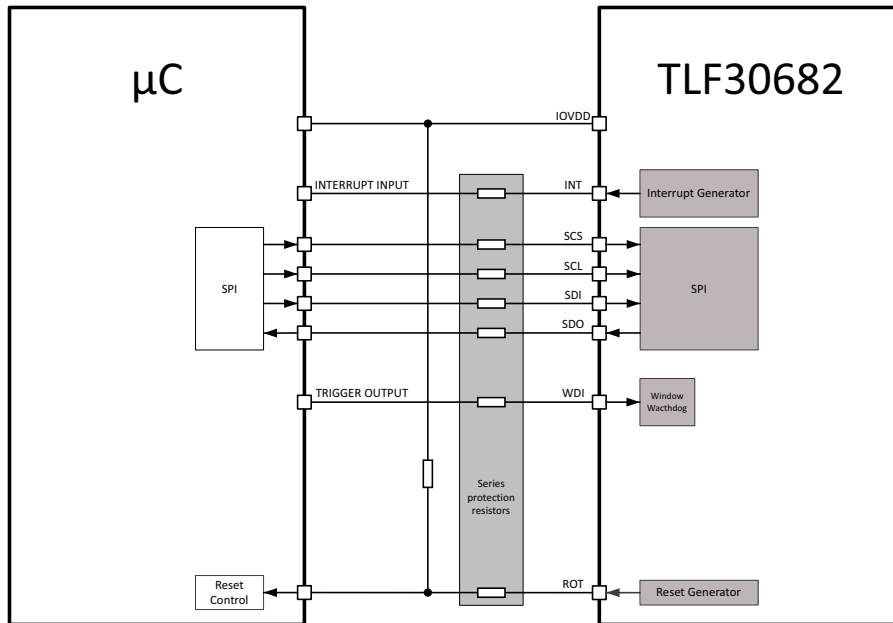 µC
TLF30682
IOVDD
INTERRUPT INPUT
INT
Interrupt Generator
SCS
SCL
SPI
SPI
SDI
SDO
TRIGGER OUTPUT
WDI
Window
Wacthdog
Series
protection
resistors
Reset
Control
ROT
Reset Generator